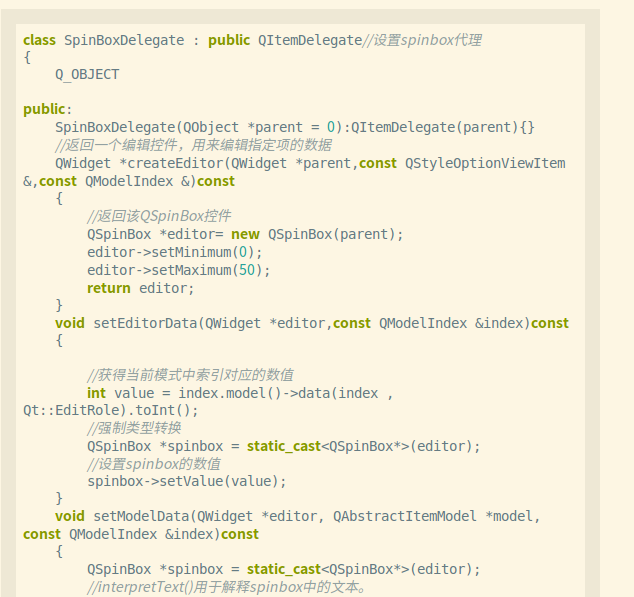 class SpinBoxDelegate : public QItemDelegate//设置spinbox代理
{
Q_OBJECT
public:
SpinBoxDelegate(QObject *parent = 0):QItemDelegate(parent){}
//返回一个编辑控件，用来编辑指定项的数据
QWidget *createEditor(QWidget *parent,const QStyleOptionViewItem
&,const QModelIndex &)const
{
//返回该QSpinBox控件
QSpinBox *editor= new QSpinBox(parent);
editor->setMinimum(0);
editor->setMaximum(50);
return editor;
}
void setEditorData(QWidget *editor,const QModelIndex &index)const
{
//获得当前模式中索引对应的数值
int value = index.model()->data(index ,
Qt::EditRole).toInt();
//强制类型转换
QSpinBox *spinbox = static_cast<QSpinBox*>(editor);
//设置spinbox的数值
spinbox->setValue(value);
}
void setModelData(QWidget *editor, QAbstractItemModel *model,
const QModelIndex &index)const
{
QSpinBox *spinbox = static_cast<QSpinBox*>(editor);
//interpretText()用于解释spinbox中的文本。